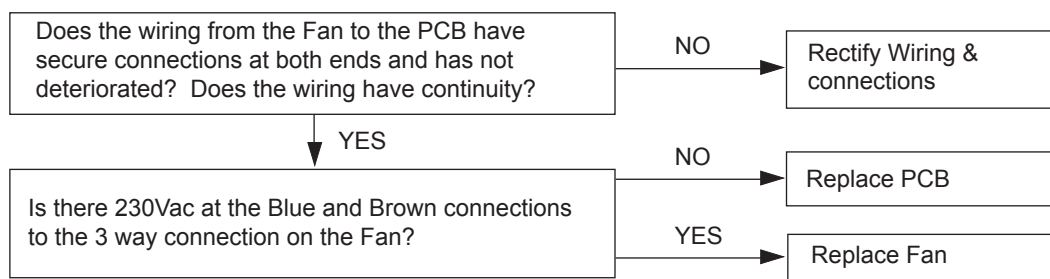 Does the wiring from the Fan to the PCB have
secure connections at both ends and has not
deteriorated? Does the wiring have continuity?
NO
Rectify Wiring &
connections
YES
Is there 230Vac at the Blue and Brown connections
to the 3 way connection on the Fan?
NO
Replace PCB
YES
Replace Fan